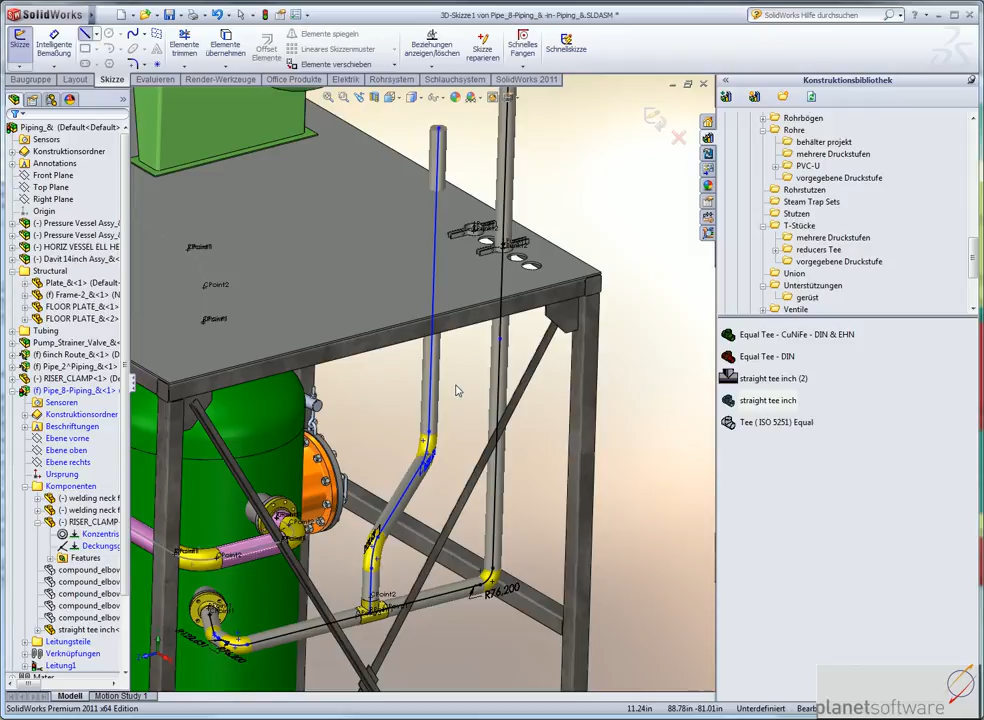 SolidWorks
3D-Skizze1 von Pipe_8-Piping_& -in- Piping_&.SLDASM *
SolidWorks Hilfe durchsuchen
Skizze
Intelligente Bemaßung
Elemente trimmen
Elemente übernehmen
Offset Elemente
Elemente spiegeln
Lineares Skizzenmuster
Elemente verschieben
Beziehungen anzeigen/löschen
Skizze reparieren
Schnelles Fangen
Schnellskizze
Baugruppe
Layout
Skizze
Evaluieren
Render-Werkzeuge
Office Produkte
Elektrik
Rohrsystem
Schlauchsystem
SolidWorks 2011
Piping_& (Default<Default>
Sensors
Konstruktionsordner
Annotations
Front Plane
Top Plane
Right Plane
Origin
(-) Pressure Vessel Assy_&
(-) Pressure Vessel Assy_&
(-) HORIZ VESSEL ELL HE
(-) Davit 14inch Assy_&<
Structural
Plate_&<1> (Default-
(f) Frame-2_&<1> (N
FLOOR PLATE_&<1>
FLOOR PLATE_&<2>
Tubing
Pump_Strainer_Valve_&
(f) 6inch Route_&<1> (
(f) Pipe_2^Piping_&<1>
(-) RISER_CLAMP<1> (D
(f) Pipe_8-Piping_&<1>
Sensoren
Konstruktionsordner
Beschriftungen
Ebene vorne
Ebene oben
Ebene rechts
Ursprung
Komponenten
(-) welding neck f
(-) welding neck f
(-) RISER_CLAMP
Konzentris
Deckungsg
Features
compound_elbow
compound_elbow
compound_elbow
compound_elbow
compound_elbow
straight tee inch<
Leitungsteile
Verknüpfungen
Leitung1
CPoint2
R76,200
CPoint2
Konstruktionsbibliothek
Rohrbögen
Rohre
behälter projekt
mehrere Druckstufen
PVC-U
vorgegebene Druckstufe
Rohrstutzen
Steam Trap Sets
Stutzen
T-Stücke
mehrere Druckstufen
reducers Tee
vorgegebene Druckstufe
Union
Unterstützungen
gerüst
Ventile
Equal Tee - CuNiFe - DIN & EHN
Equal Tee - DIN
straight tee inch (2)
straight tee inch
Tee ( ISO 5251) Equal
Modell
Motion Study 1
SolidWorks Premium 2011 x64 Edition
11.24in
88.78in -81.01in
Unterdefiniert
planetsoftware